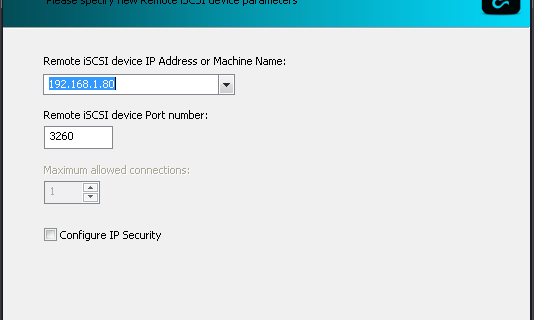 Please specify new Remote iSCSI device parameters
Remote iSCSI device IP Address or Machine Name:
192.168.1.80
Remote iSCSI device Port number:
3260
Maximum allowed connections:
1
Configure IP Security